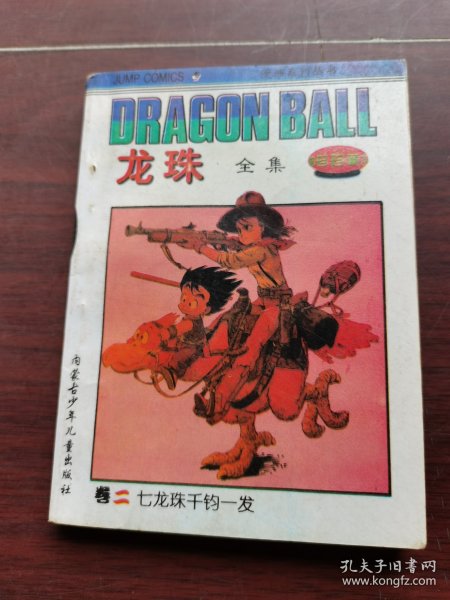 JUMP COMICS
DRAGON BALL
龙珠 全集
内蒙古少年儿童出版社
卷二 七龙珠千钧一发
孔夫子旧书网
www.kongfz.com